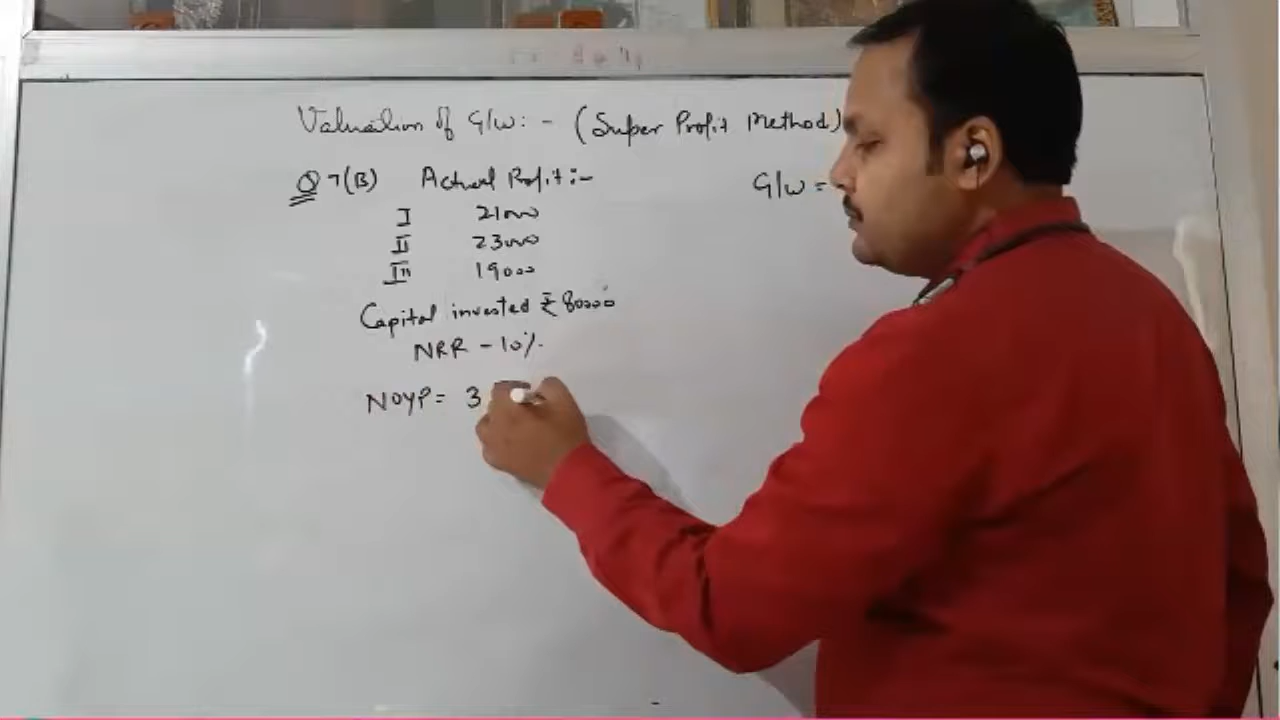 Valuation of G/W:- (Super Profit Method)
Q 7(B) Actual Profit:-
I 21000
II 23000
III 19000
Capital invested ₹ 80000
NRR - 10%.
NOYP = 3
G/W =